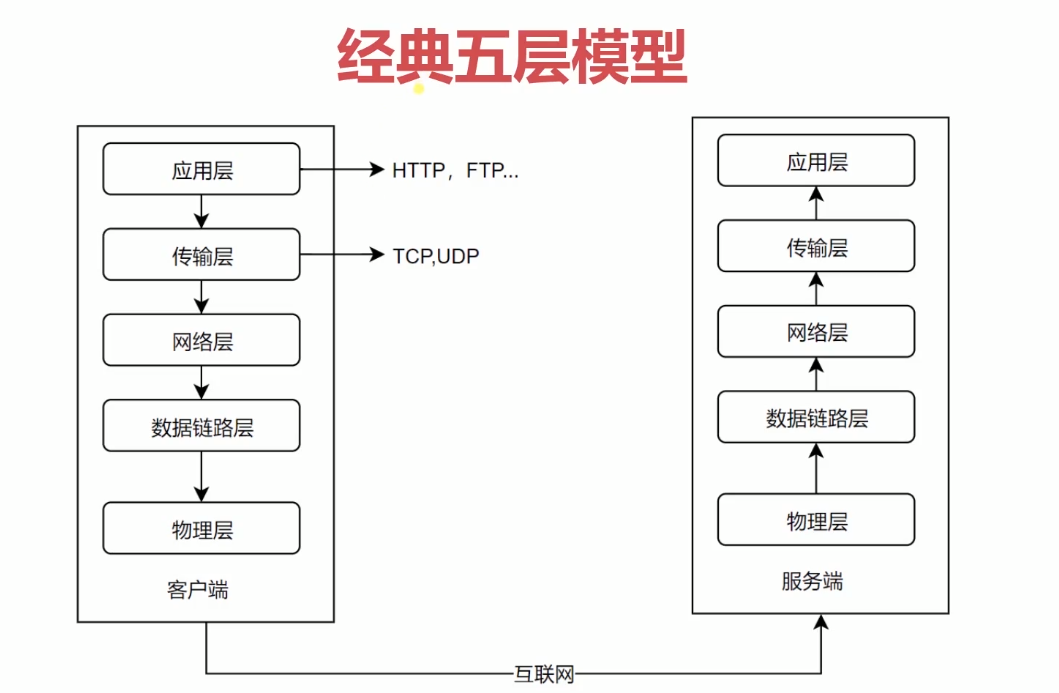 经典五层模型
应用层
HTTP，FTP...
传输层
TCP,UDP
网络层
数据链路层
物理层
客户端
应用层
传输层
网络层
数据链路层
物理层
服务端
互联网